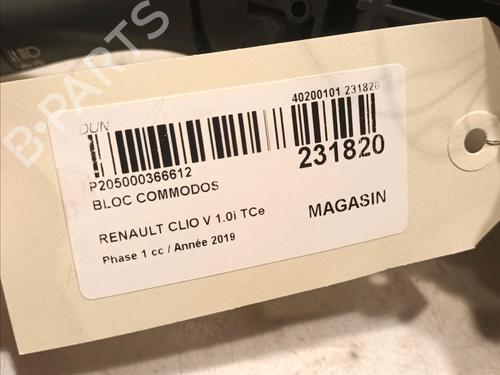 DUN
40200101 231820
P205000366612
231820
BLOC COMMODOS
RENAULT CLIO V 1.0i TCe
MAGASIN
Phase 1 cc / Année 2019
B-PARTS